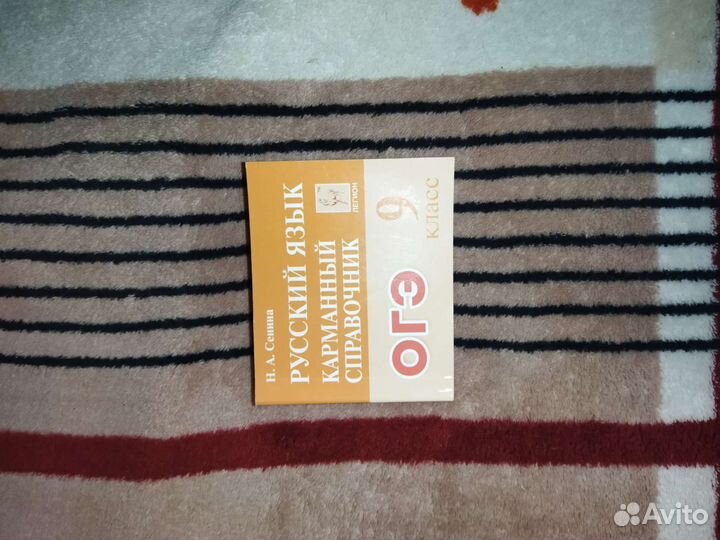 Н. А. Сенина
РУССКИЙ ЯЗЫК
КАРМАННЫЙ
СПРАВОЧНИК
ЛЕГИОН
ОГЭ
9
класс
Avito